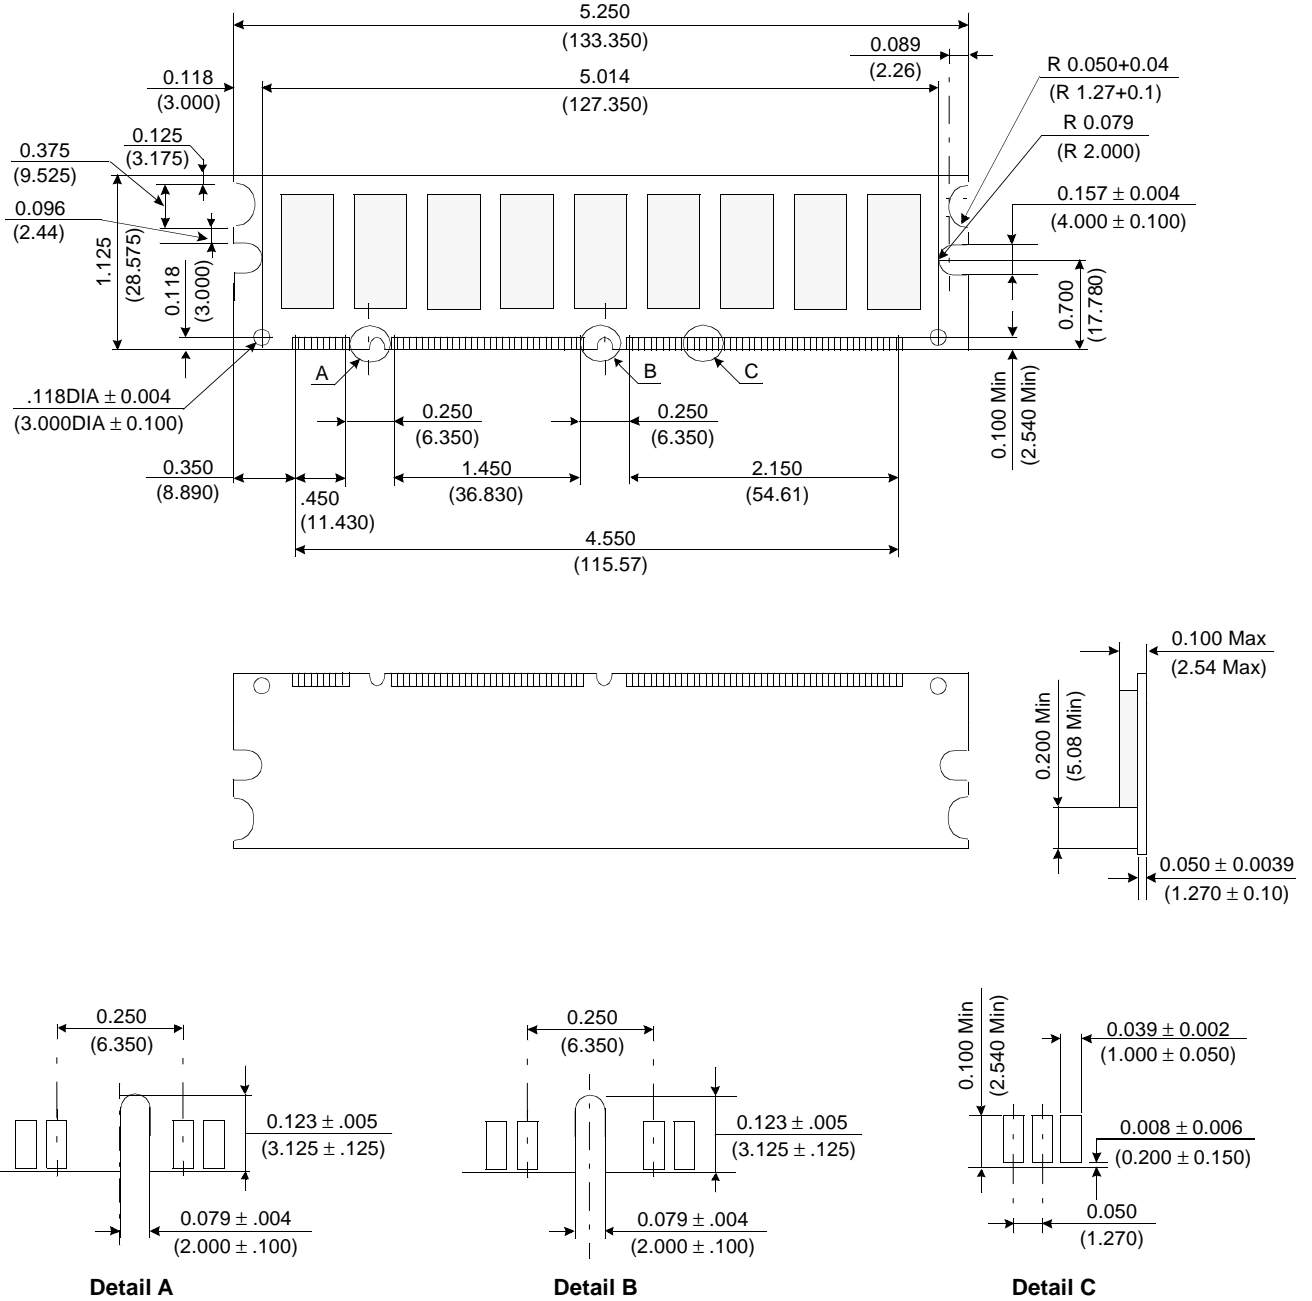 5.250
(133.350)
0.089
(2.26)
R 0.050+0.04
(R 1.27+0.1)
0.118
(3.000)
5.014
(127.350)
R 0.079
(R 2.000)
0.125
(3.175)
0.375
(9.525)
0.157 ± 0.004
(4.000 ± 0.100)
0.096
(2.44)
1.125
(28.575)
0.118
(3.000)
0.700
(17.780)
A
B
C
.118DIA ± 0.004
(3.000DIA ± 0.100)
0.250
(6.350)
0.250
(6.350)
0.100 Min
(2.540 Min)
0.350
(8.890)
.450
(11.430)
1.450
(36.830)
2.150
(54.61)
4.550
(115.57)
0.100 Max
(2.54 Max)
0.200 Min
(5.08 Min)
0.050 ± 0.0039
(1.270 ± 0.10)
0.250
(6.350)
0.123 ± .005
(3.125 ± .125)
0.079 ± .004
(2.000 ± .100)
Detail A
0.250
(6.350)
0.123 ± .005
(3.125 ± .125)
0.079 ± .004
(2.000 ± .100)
Detail B
0.100 Min
(2.540 Min)
0.039 ± 0.002
(1.000 ± 0.050)
0.008 ± 0.006
(0.200 ± 0.150)
0.050
(1.270)
Detail C